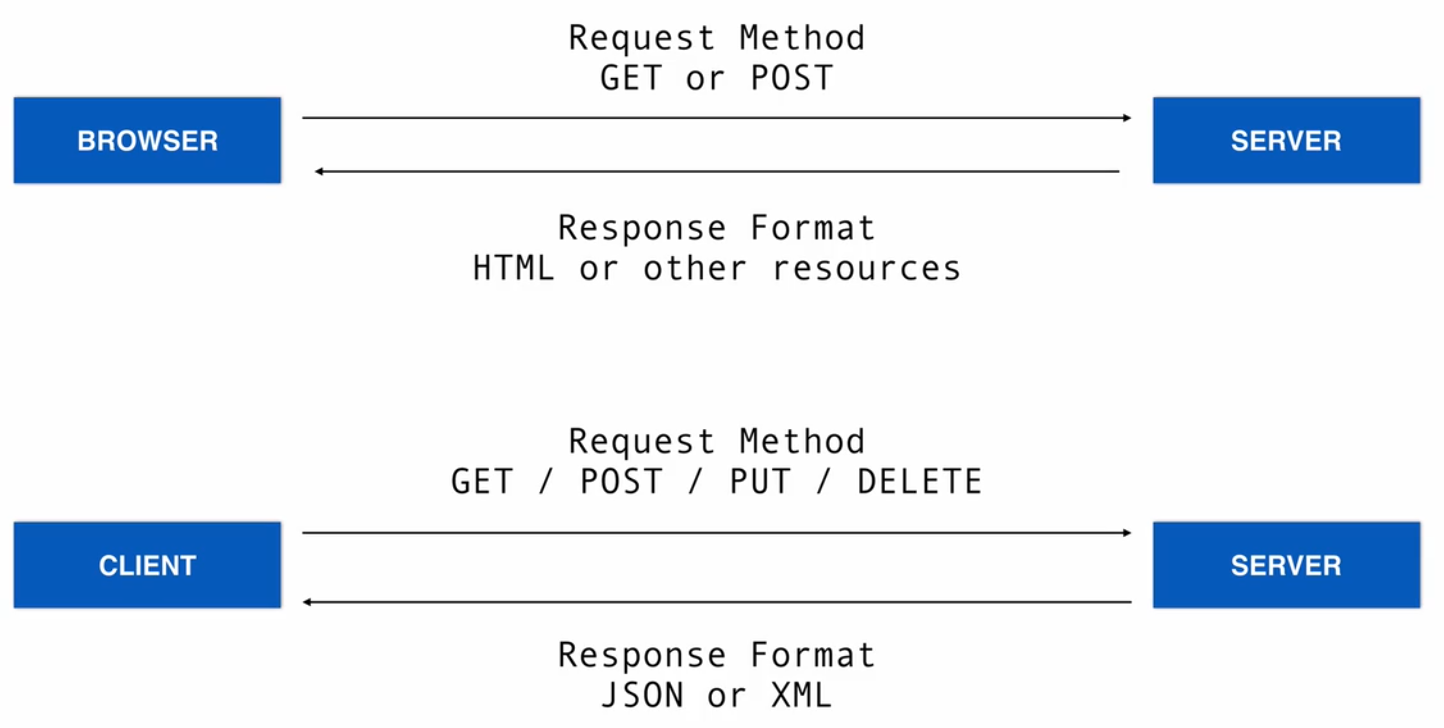 Request Method
GET or POST
BROWSER
SERVER
Response Format
HTML or other resources
Request Method
GET / POST / PUT / DELETE
CLIENT
SERVER
Response Format
JSON or XML